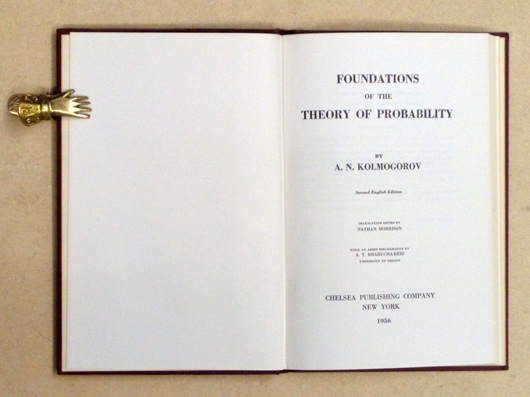 FOUNDATIONS
OF THE
THEORY OF PROBABILITY
BY
A. N. KOLMOGOROV
Second English Edition
TRANSLATION EDITED BY
NATHAN MORRISON
WITH AN ADDED BIBLIOGRAPHY BY
A. T. BHARUCHA-REID
UNIVERSITY OF OREGON
CHELSEA PUBLISHING COMPANY
NEW YORK
1956